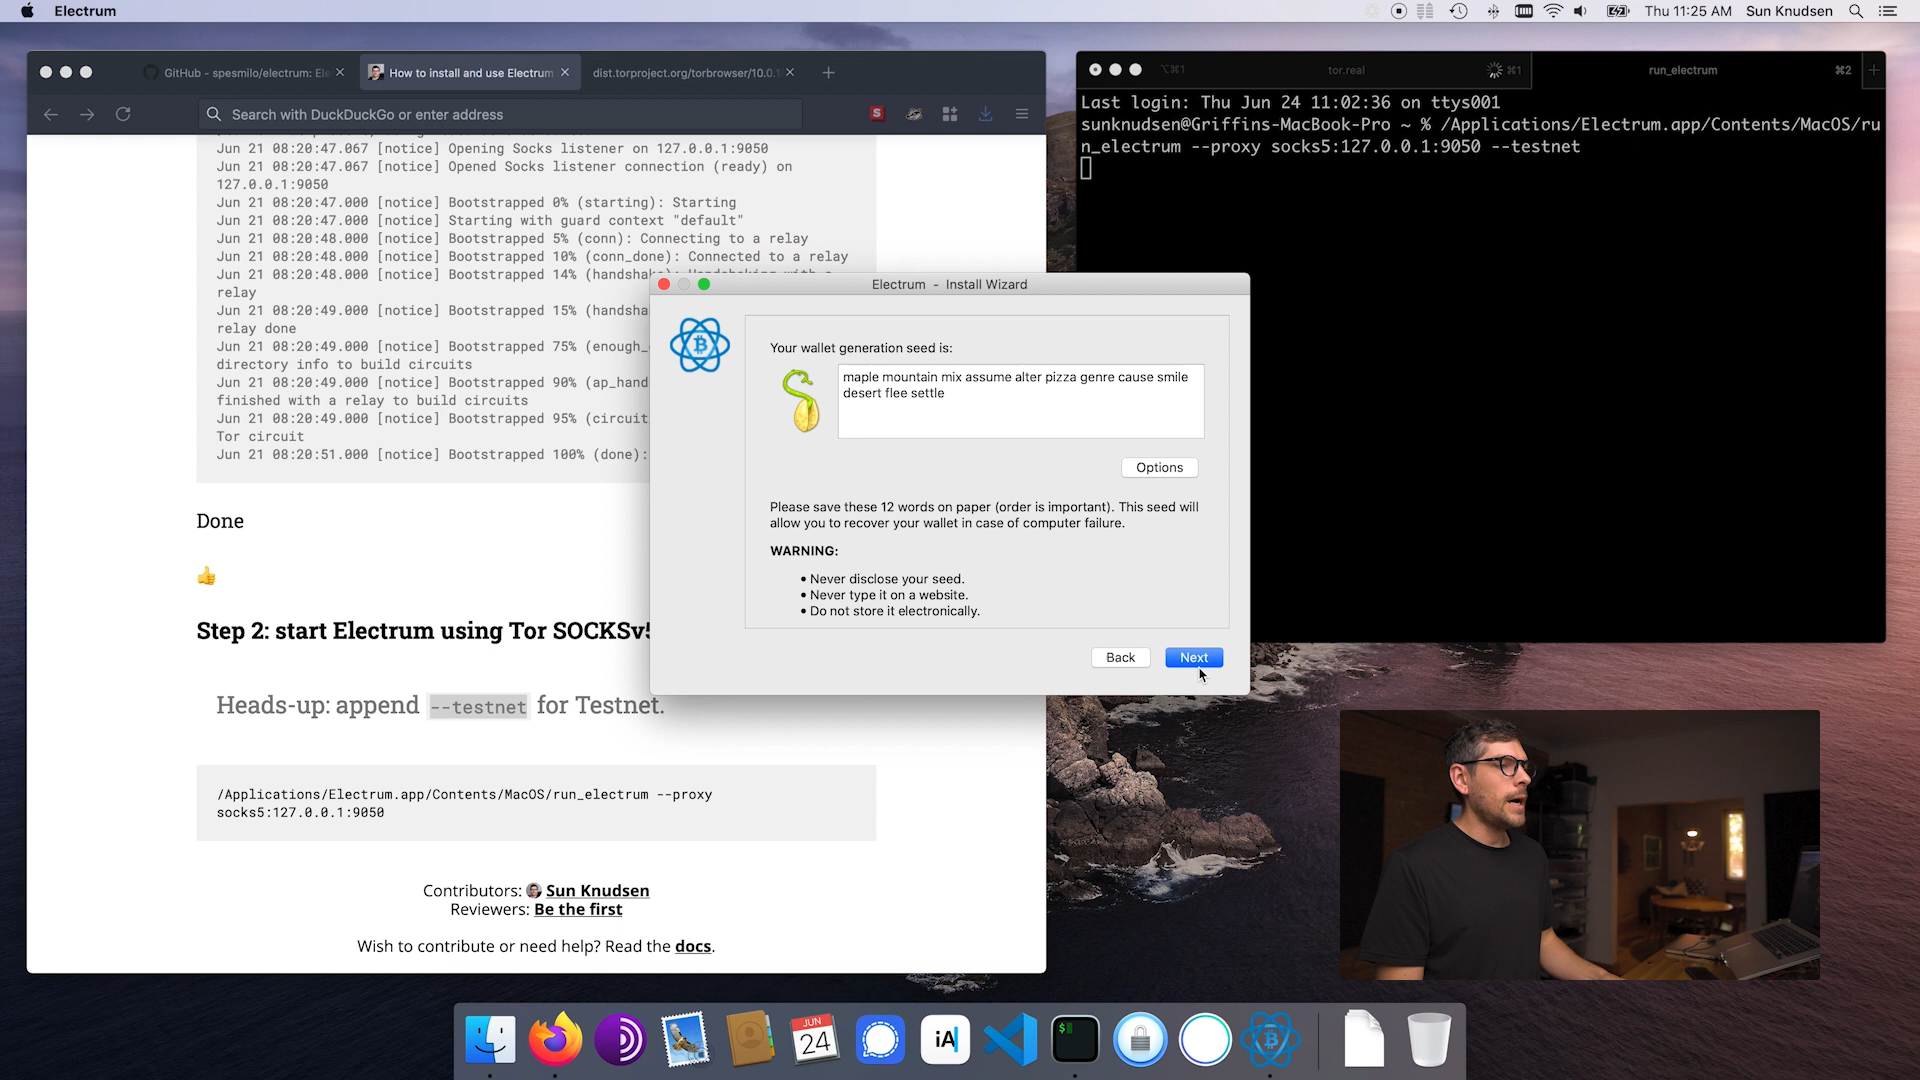 Electrum
Thu 11:25 AM Sun Knudsen
GitHub - spesmilo/electrum: Ele
How to install and use Electrum
dist.torproject.org/torbrowser/10.0.1
Search with DuckDuckGo or enter address
Jun 21 08:20:47.067 [notice] Opening Socks listener on 127.0.0.1:9050
Jun 21 08:20:47.067 [notice] Opened Socks listener connection (ready) on
127.0.0.1:9050
Jun 21 08:20:47.000 [notice] Bootstrapped 0% (starting): Starting
Jun 21 08:20:47.000 [notice] Starting with guard context "default"
Jun 21 08:20:48.000 [notice] Bootstrapped 5% (conn): Connecting to a relay
Jun 21 08:20:48.000 [notice] Bootstrapped 10% (conn_done): Connected to a relay
Jun 21 08:20:48.000 [notice] Bootstrapped 14% (handshake): Handshaking with a
relay
Jun 21 08:20:49.000 [notice] Bootstrapped 15% (handsha
relay done
Jun 21 08:20:49.000 [notice] Bootstrapped 75% (enough_
directory info to build circuits
Jun 21 08:20:49.000 [notice] Bootstrapped 90% (ap_hand
finished with a relay to build circuits
Jun 21 08:20:49.000 [notice] Bootstrapped 95% (circuit
Tor circuit
Jun 21 08:20:51.000 [notice] Bootstrapped 100% (done):
Done
👍
Step 2: start Electrum using Tor SOCKSv5
Heads-up: append --testnet for Testnet.
/Applications/Electrum.app/Contents/MacOS/run_electrum --proxy
socks5:127.0.0.1:9050
Contributors: Sun Knudsen
Reviewers: Be the first
Wish to contribute or need help? Read the docs.
⌥⌘1 tor.real ⌘1 run_electrum ⌘2
Last login: Thu Jun 24 11:02:36 on ttys001
sunknudsen@Griffins-MacBook-Pro ~ % /Applications/Electrum.app/Contents/MacOS/ru
n_electrum --proxy socks5:127.0.0.1:9050 --testnet
Electrum - Install Wizard
Your wallet generation seed is:
maple mountain mix assume alter pizza genre cause smile
desert flee settle
Options
Please save these 12 words on paper (order is important). This seed will
allow you to recover your wallet in case of computer failure.
WARNING:
• Never disclose your seed.
• Never type it on a website.
• Do not store it electronically.
Back
Next
JUN
24
iA
$